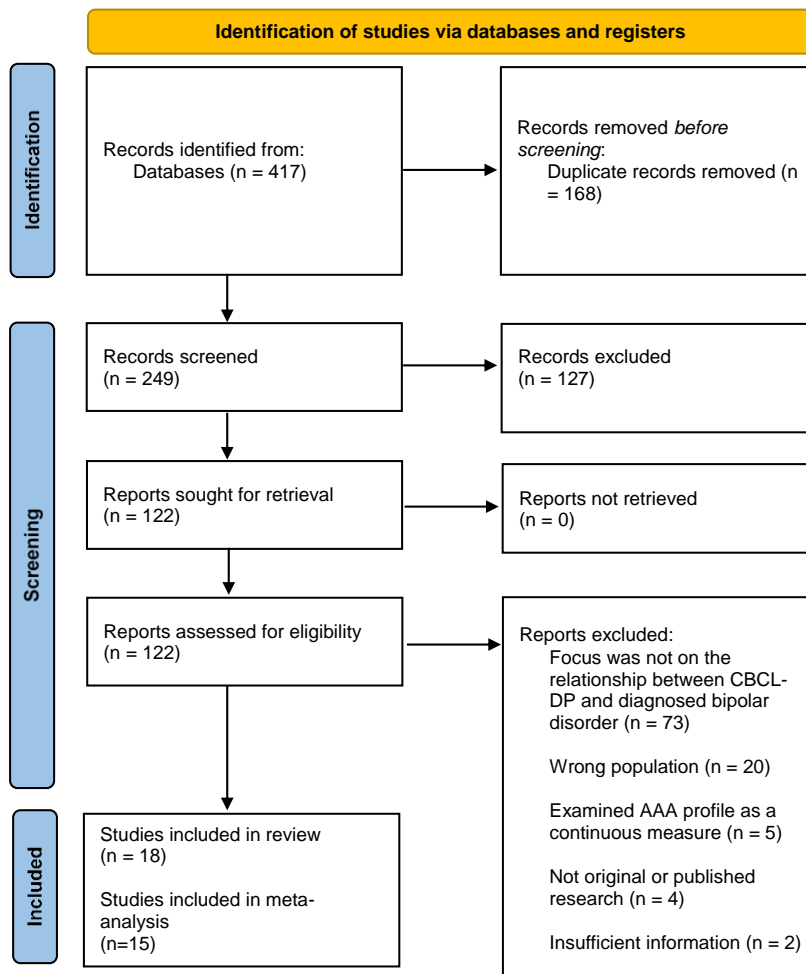 Identification of studies via databases and registers
Identification
Records identified from:
Databases (n = 417)
Records removed before
screening:
Duplicate records removed (n
= 168)
Screening
Records screened
(n = 249)
Records excluded
(n = 127)
Reports sought for retrieval
(n = 122)
Reports not retrieved
(n = 0)
Reports assessed for eligibility
(n = 122)
Reports excluded:
Focus was not on the
relationship between CBCL-
DP and diagnosed bipolar
disorder (n = 73)
Wrong population (n = 20)
Examined AAA profile as a
continuous measure (n = 5)
Not original or published
research (n = 4)
Insufficient information (n = 2)
Included
Studies included in review
(n = 18)
Studies included in meta-
analysis
(n=15)